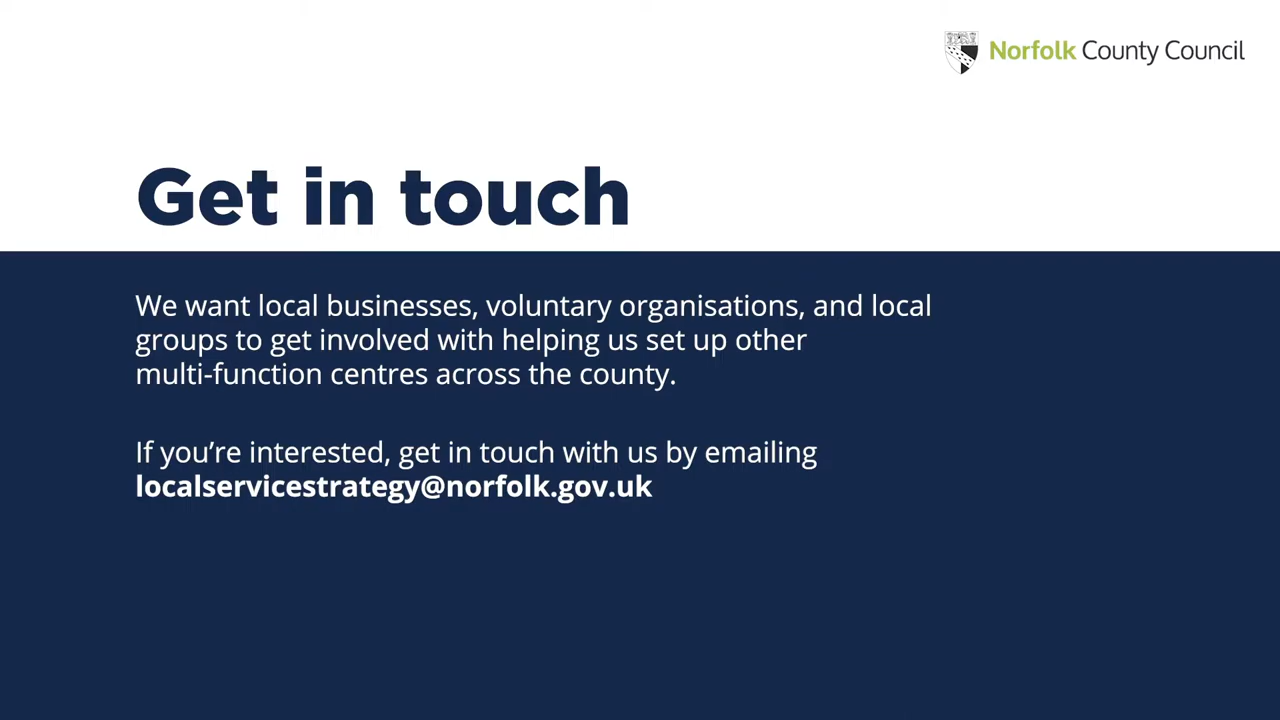 Norfolk County Council
Get in touch
We want local businesses, voluntary organisations, and local
groups to get involved with helping us set up other
multi-function centres across the county.
If you’re interested, get in touch with us by emailing
localservicestrategy@norfolk.gov.uk